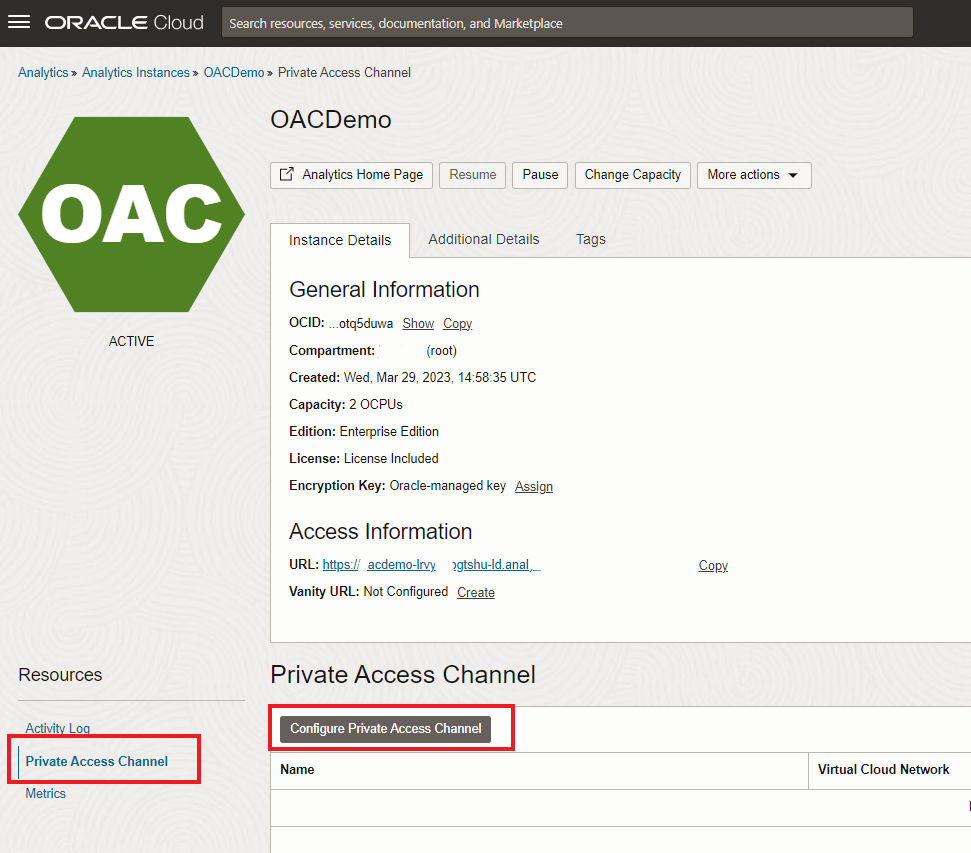 ORACLE Cloud Search resources, services, documentation, and Marketplace
Analytics » Analytics Instances » OACDemo » Private Access Channel
OAC
ACTIVE
OACDemo
Analytics Home Page Resume Pause Change Capacity More actions
Instance Details Additional Details Tags
General Information
OCID: ...otq5duwa Show Copy
Compartment: (root)
Created: Wed, Mar 29, 2023, 14:58:35 UTC
Capacity: 2 OCPUs
Edition: Enterprise Edition
License: License Included
Encryption Key: Oracle-managed key Assign
Access Information
URL: https:// acdemo-lrvy ogtshu-ld.anal Copy
Vanity URL: Not Configured Create
Resources
Activity Log
Private Access Channel
Metrics
Private Access Channel
Configure Private Access Channel
Name Virtual Cloud Network